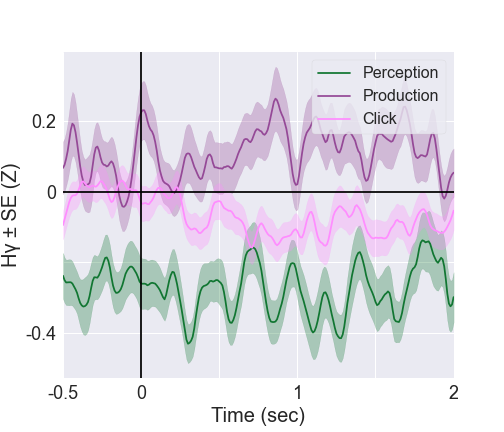 Perception
Production
Click
0.2
0
-0.4
Hγ ± SE (Z)
-0.5
0
1
2
Time (sec)